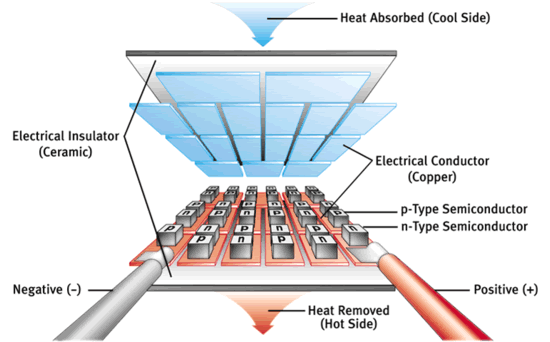 Heat Absorbed (Cool Side)
Electrical Insulator
(Ceramic)
Electrical Conductor
(Copper)
p-Type Semiconductor
n-Type Semiconductor
Negative (-)
Positive (+)
Heat Removed
(Hot Side)